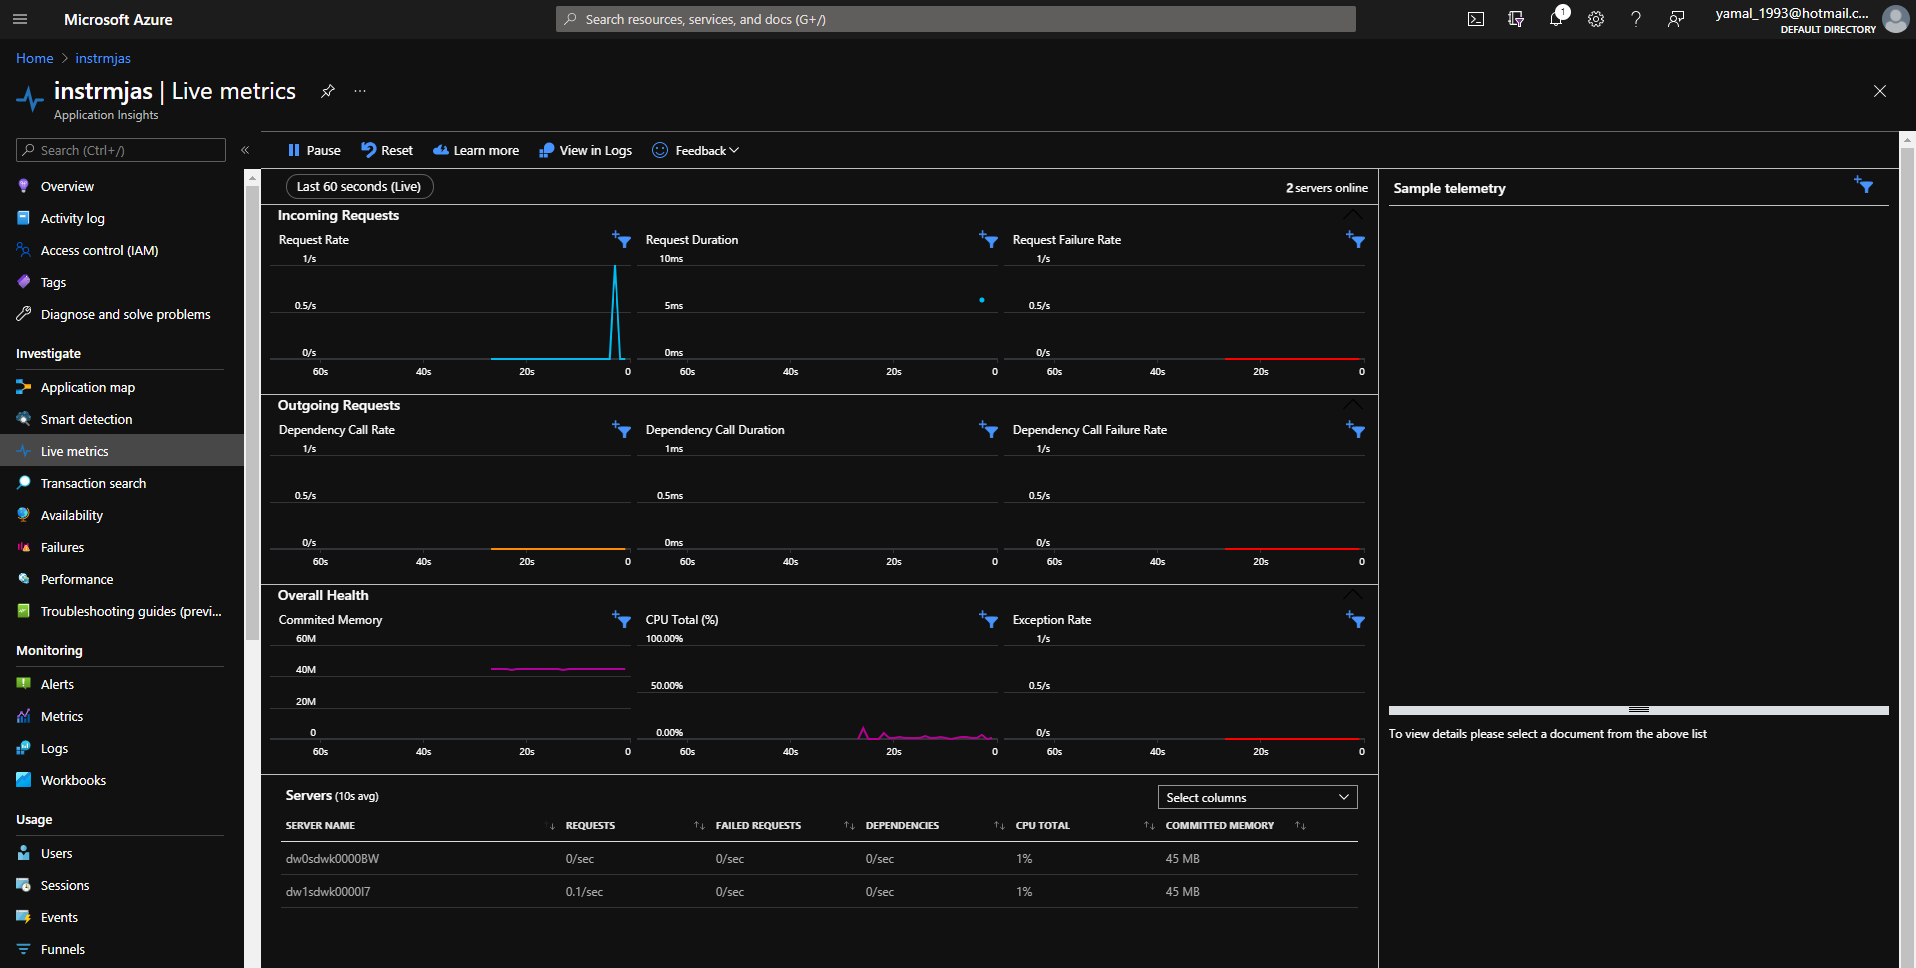 Microsoft Azure
Search resources, services, and docs (G+/)
1
yamal_1993@hotmail.c...
DEFAULT DIRECTORY
Home > instrmjas
instrmjas | Live metrics
Application Insights
Search (Ctrl+/)
Overview
Activity log
Access control (IAM)
Tags
Diagnose and solve problems
Investigate
Application map
Smart detection
Live metrics
Transaction search
Availability
Failures
Performance
Troubleshooting guides (previ...
Monitoring
Alerts
Metrics
Logs
Workbooks
Usage
Users
Sessions
Events
Funnels
Pause Reset Learn more View in Logs Feedback
Last 60 seconds (Live)
2 servers online
Incoming Requests
Request Rate
1/s
0.5/s
0/s
60s 40s 20s 0
Request Duration
10ms
5ms
0ms
60s 40s 20s 0
Request Failure Rate
1/s
0.5/s
0/s
60s 40s 20s 0
Outgoing Requests
Dependency Call Rate
1/s
0.5/s
0/s
60s 40s 20s 0
Dependency Call Duration
1ms
0.5ms
0ms
60s 40s 20s 0
Dependency Call Failure Rate
1/s
0.5/s
0/s
60s 40s 20s 0
Overall Health
Commited Memory
60M
40M
20M
0
60s 40s 20s 0
CPU Total (%)
100.00%
50.00%
0.00%
60s 40s 20s 0
Exception Rate
1/s
0.5/s
0/s
60s 40s 20s 0
Servers (10s avg)
Select columns
SERVER NAME REQUESTS FAILED REQUESTS DEPENDENCIES CPU TOTAL COMMITTED MEMORY
dw0sdwk0000BW 0/sec 0/sec 0/sec 1% 45 MB
dw1sdwk0000I7 0.1/sec 0/sec 0/sec 1% 45 MB
Sample telemetry
To view details please select a document from the above list